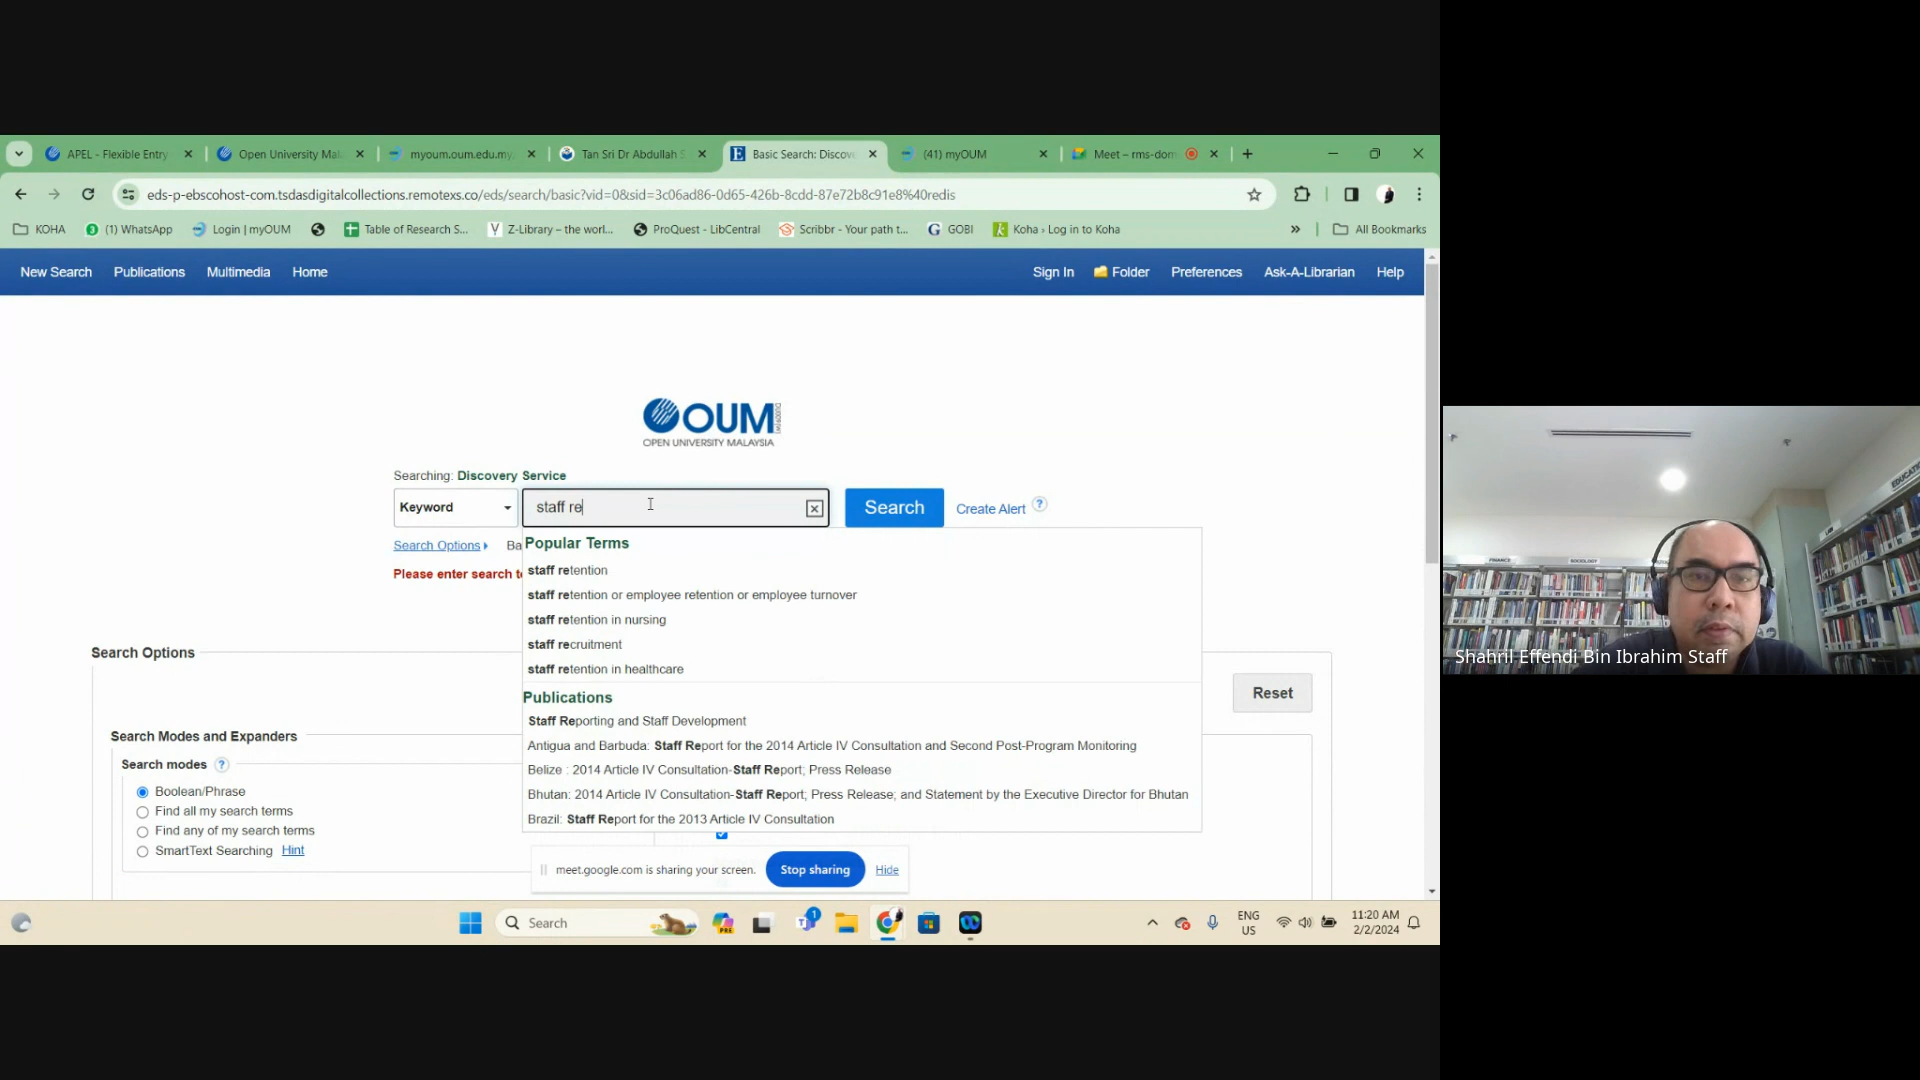 APEL - Flexible Entry
Open University Mal
myoum.oum.edu.my
Tan Sri Dr Abdullah S
Basic Search: Discov
(41) myOUM
Meet – rms-dom
eds-p-ebscohost-com.tsdasdigitalcollections.remotexs.co/eds/search/basic?vid=0&sid=3c06ad86-0d65-426b-8cdd-87e72b8c91e8%40redis
KOHA
(1) WhatsApp
Login | myOUM
Table of Research S...
Z-Library – the worl...
ProQuest - LibCentral
Scribbr - Your path t...
GOBI
Koha › Log in to Koha
All Bookmarks
New Search Publications Multimedia Home
Sign In Folder Preferences Ask-A-Librarian Help
OUM
OPEN UNIVERSITY MALAYSIA
Searching: Discovery Service
Keyword
staff re
Search
Create Alert
Search Options
Ba
Please enter search t
Popular Terms
staff retention
staff retention or employee retention or employee turnover
staff retention in nursing
staff recruitment
staff retention in healthcare
Publications
Staff Reporting and Staff Development
Antigua and Barbuda: Staff Report for the 2014 Article IV Consultation and Second Post-Program Monitoring
Belize : 2014 Article IV Consultation-Staff Report; Press Release
Bhutan: 2014 Article IV Consultation-Staff Report; Press Release; and Statement by the Executive Director for Bhutan
Brazil: Staff Report for the 2013 Article IV Consultation
Search Options
Reset
Search Modes and Expanders
Search modes
Boolean/Phrase
Find all my search terms
Find any of my search terms
SmartText Searching Hint
meet.google.com is sharing your screen.
Stop sharing
Hide
Search
PRE
1
ENG
US
11:20 AM
2/2/2024
FINANCE
SOCIOLOGY
Shahril Effendi Bin Ibrahim Staff